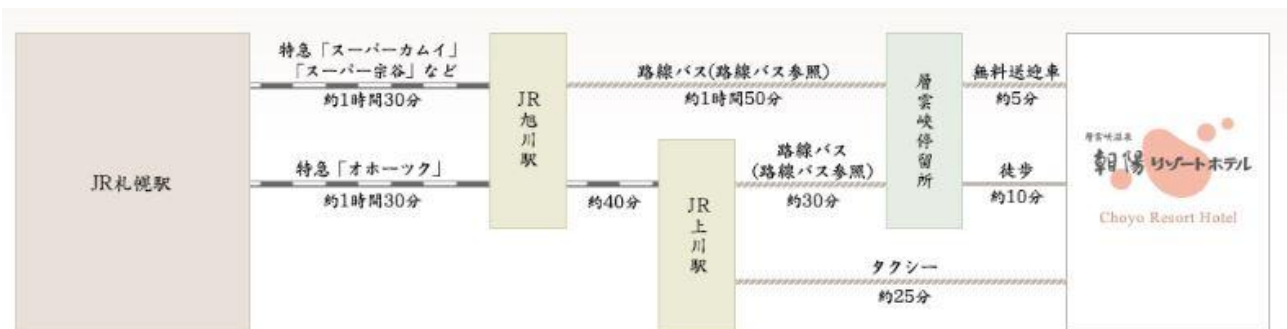 JR札幌駅
特急「スーパーカムイ」
「スーパー宗谷」など
約1時間30分
特急「オホーツク」
約1時間30分
JR旭川駅
路線バス(路線バス参照)
約1時間50分
約40分
JR上川駅
路線バス
(路線バス参照)
約30分
タクシー
約25分
層雲峡停留所
無料送迎車
約5分
徒歩
約10分
層雲峡温泉
朝陽リゾートホテル
Choyo Resort Hotel